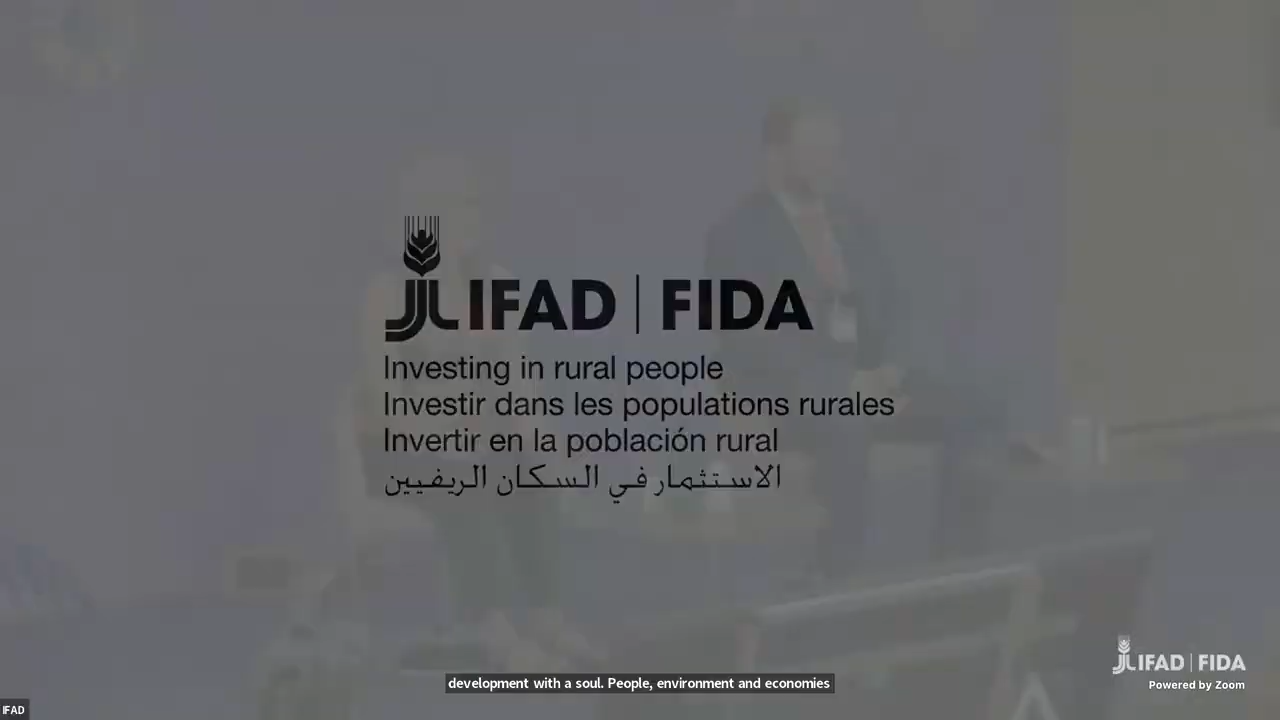 IFAD | FIDA
Investing in rural people
Investir dans les populations rurales
Invertir en la población rural
الاستثمار في السكان الريفيين
IFAD | FIDA
Powered by Zoom
development with a soul. People, environment and economies
IFAD